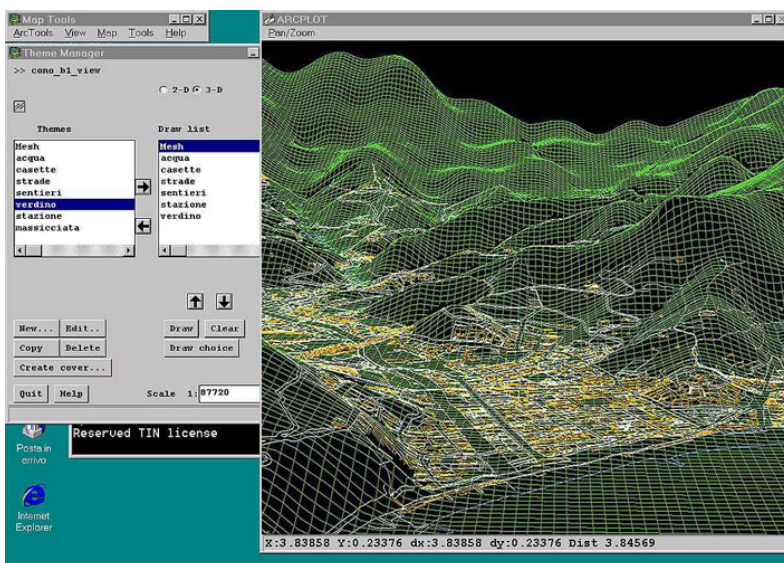 Map Tools
ArcTools View Map Tools Help
Theme Manager
>> cono_b1_view
2-D 3-D
Themes
Mesh
acqua
casette
strade
sentieri
verdino
stazione
massicciata
Draw list
Mesh
acqua
casette
strade
sentieri
stazione
verdino
New... Edit..
Draw Clear
Copy Delete
Draw choice
Create cover...
Quit Help
Scale 1: 87720
Reserved TIN license
Posta in
arrivo
Internet
Explorer
ARCPLOT
Pan/Zoom
X:3.83858 Y:0.23376 dx:3.83858 dy:0.23376 Dist 3.84569